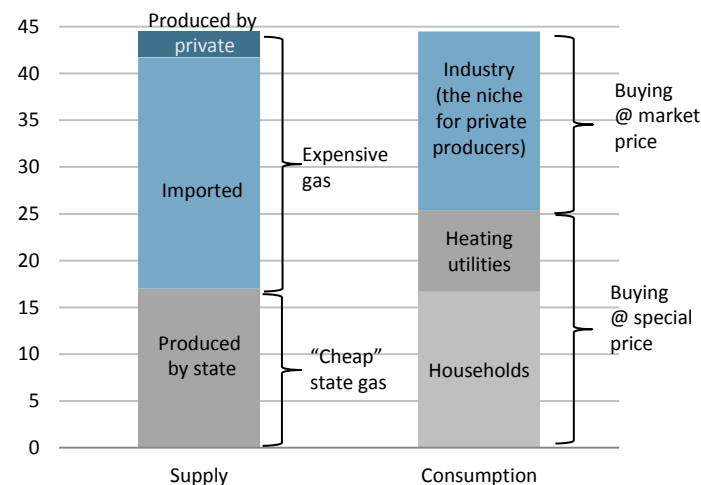 45
40
35
30
25
20
15
10
5
0
Produced by
private
Imported
Produced
by state
Expensive
gas
“Cheap”
state gas
Supply
Industry
(the niche
for private
producers)
Heating
utilities
Households
Buying
@ market
price
Buying
@ special
price
Consumption